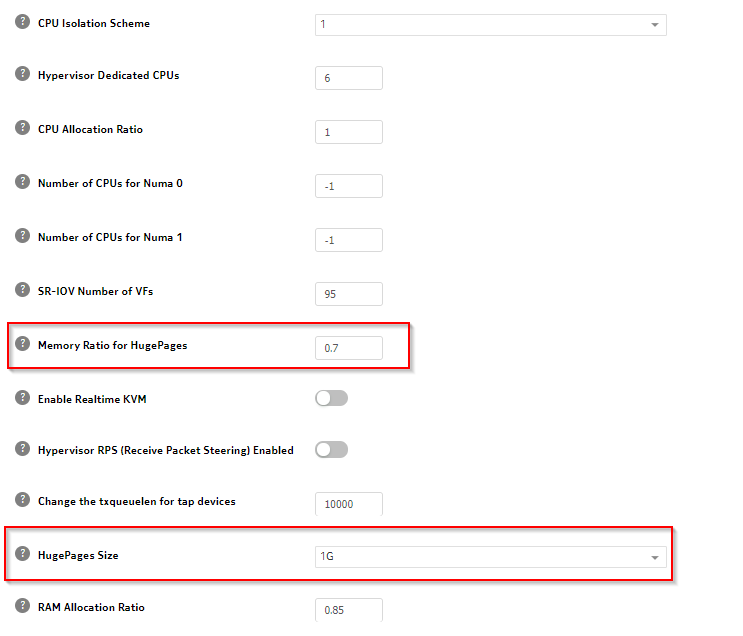 ? CPU Isolation Scheme 1
? Hypervisor Dedicated CPUs 6
? CPU Allocation Ratio 1
? Number of CPUs for Numa 0 -1
? Number of CPUs for Numa 1 -1
? SR-IOV Number of VFs 95
? Memory Ratio for HugePages 0.7
? Enable Realtime KVM
? Hypervisor RPS (Receive Packet Steering) Enabled
? Change the txqueuelen for tap devices 10000
? HugePages Size 1G
? RAM Allocation Ratio 0.85